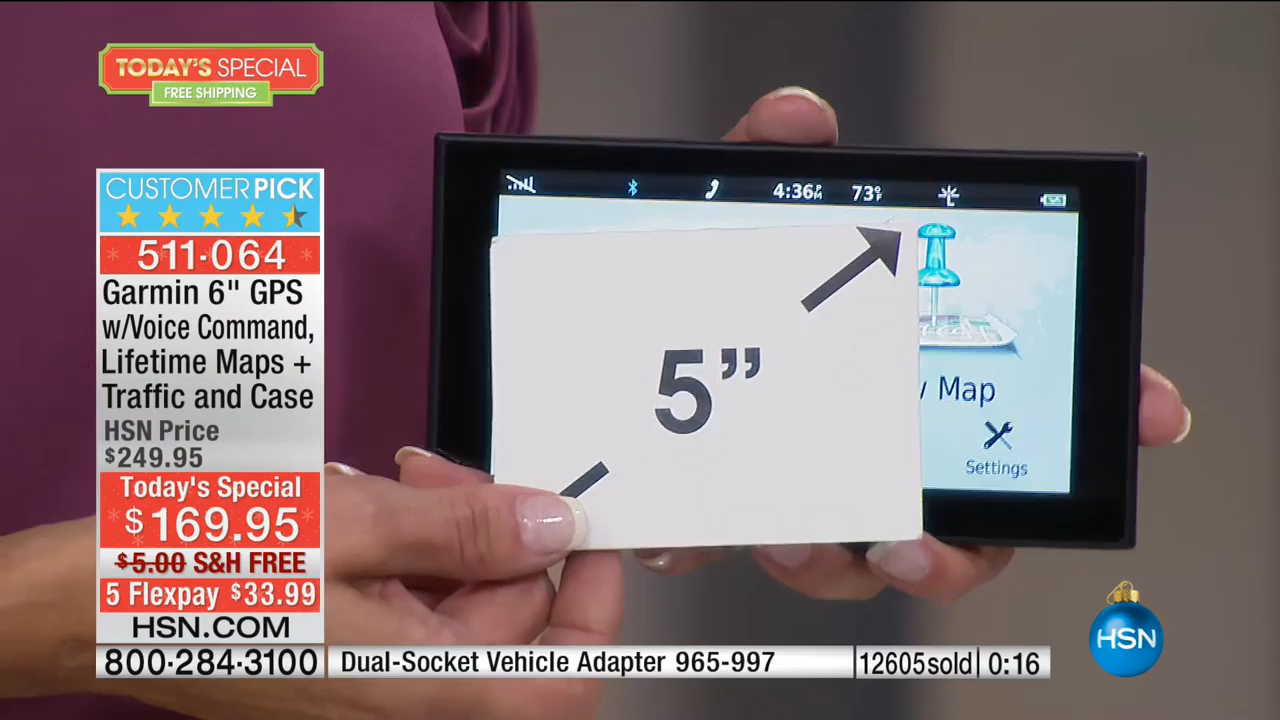 TODAY'S SPECIAL
FREE SHIPPING
CUSTOMER PICK
511-064
Garmin 6" GPS
w/Voice Command,
Lifetime Maps +
Traffic and Case
HSN Price
$249.95
Today's Special
$169.95
$5.00 S&H FREE
5 Flexpay $33.99
HSN.COM
800-284-3100
Dual-Socket Vehicle Adapter 965-997
12605sold
0:16
4:36PM
73°F
5”
Map
Settings
HSN